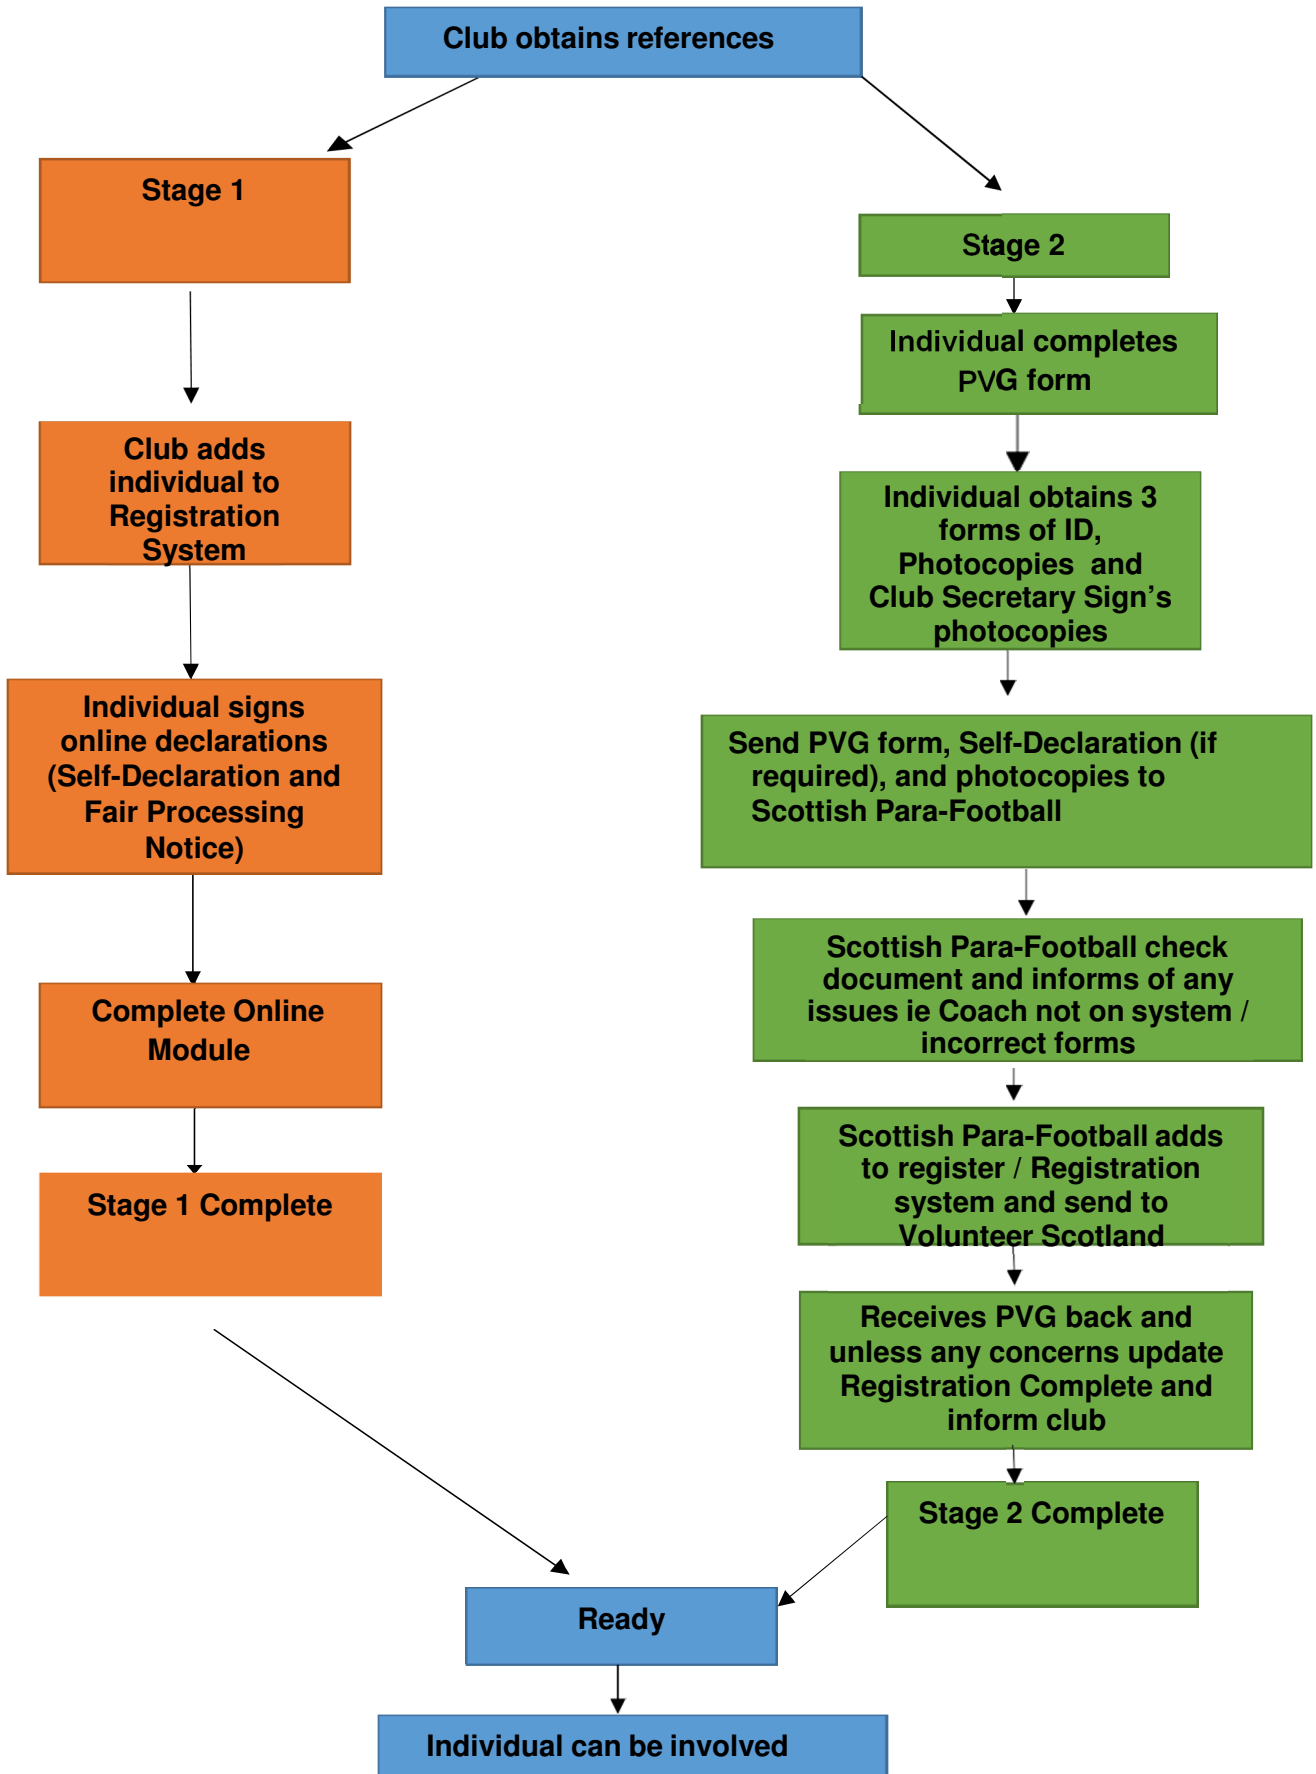 Club obtains references
Stage 1
Club adds
individual to
Registration
System
Individual signs
online declarations
(Self-Declaration and
Fair Processing
Notice)
Complete Online
Module
Stage 1 Complete
Stage 2
Individual completes
PVG form
Individual obtains 3
forms of ID,
Photocopies and
Club Secretary Sign’s
photocopies
Send PVG form, Self-Declaration (if
required), and photocopies to
Scottish Para-Football
Scottish Para-Football check
document and informs of any
issues ie Coach not on system /
incorrect forms
Scottish Para-Football adds
to register / Registration
system and send to
Volunteer Scotland
Receives PVG back and
unless any concerns update
Registration Complete and
inform club
Stage 2 Complete
Ready
Individual can be involved